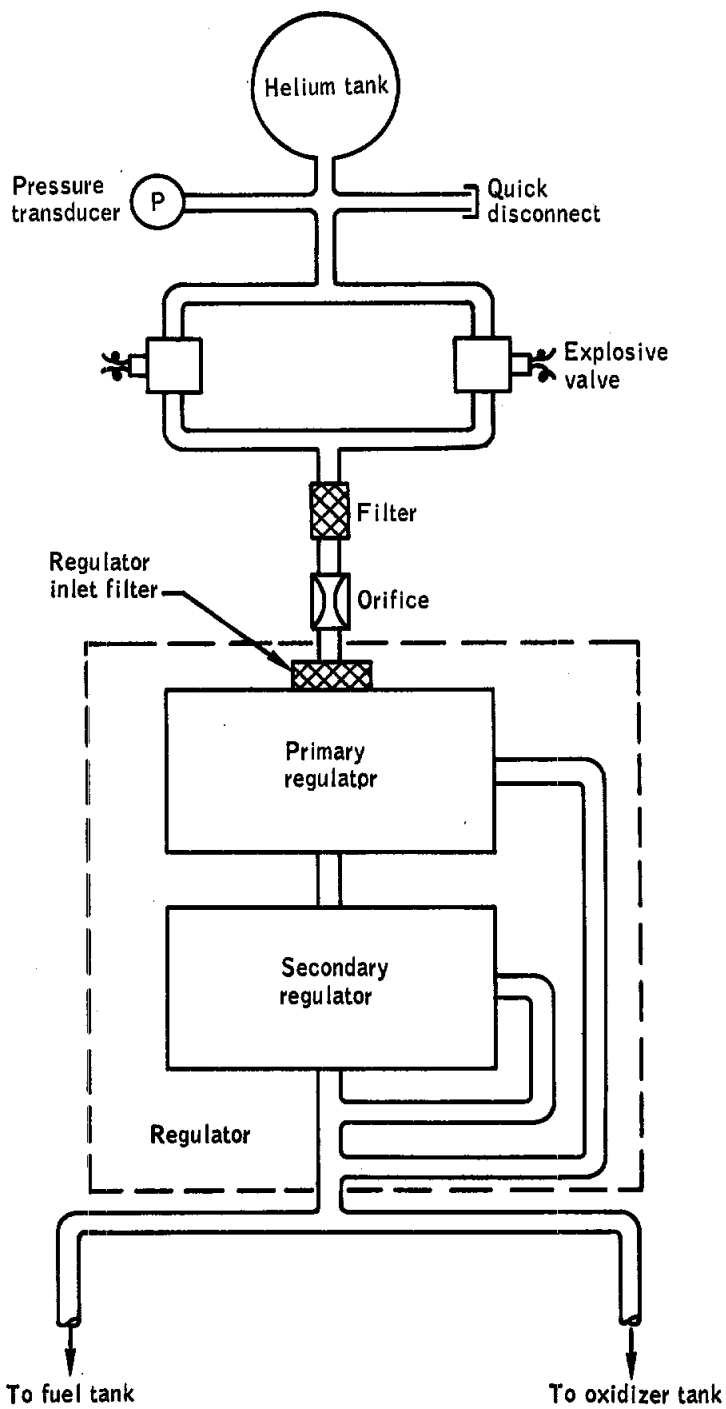 Helium tank
Pressure
transducer
P
Quick
disconnect
Explosive
valve
Filter
Regulator
inlet filter
Orifice
Primary
regulator
Secondary
regulator
Regulator
To fuel tank
To oxidizer tank